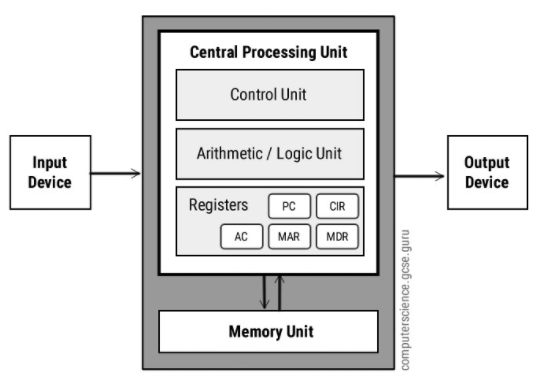 Central Processing Unit
Control Unit
Arithmetic / Logic Unit
Registers
PC
CIR
AC
MAR
MDR
Input
Device
Output
Device
Memory Unit
computerscience.gcse.guru